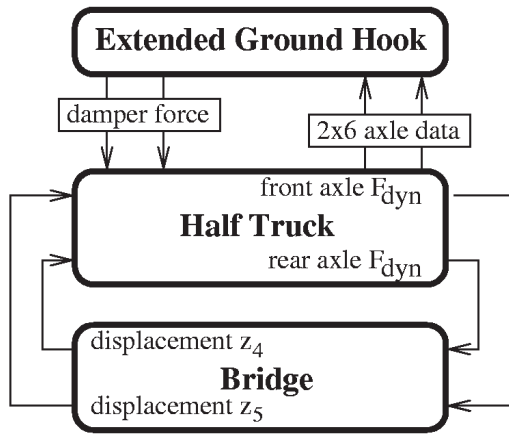 Extended Ground Hook
damper force
2x6 axle data
front axle Fdyn
Half Truck
rear axle Fdyn
displacement z4
Bridge
displacement z5